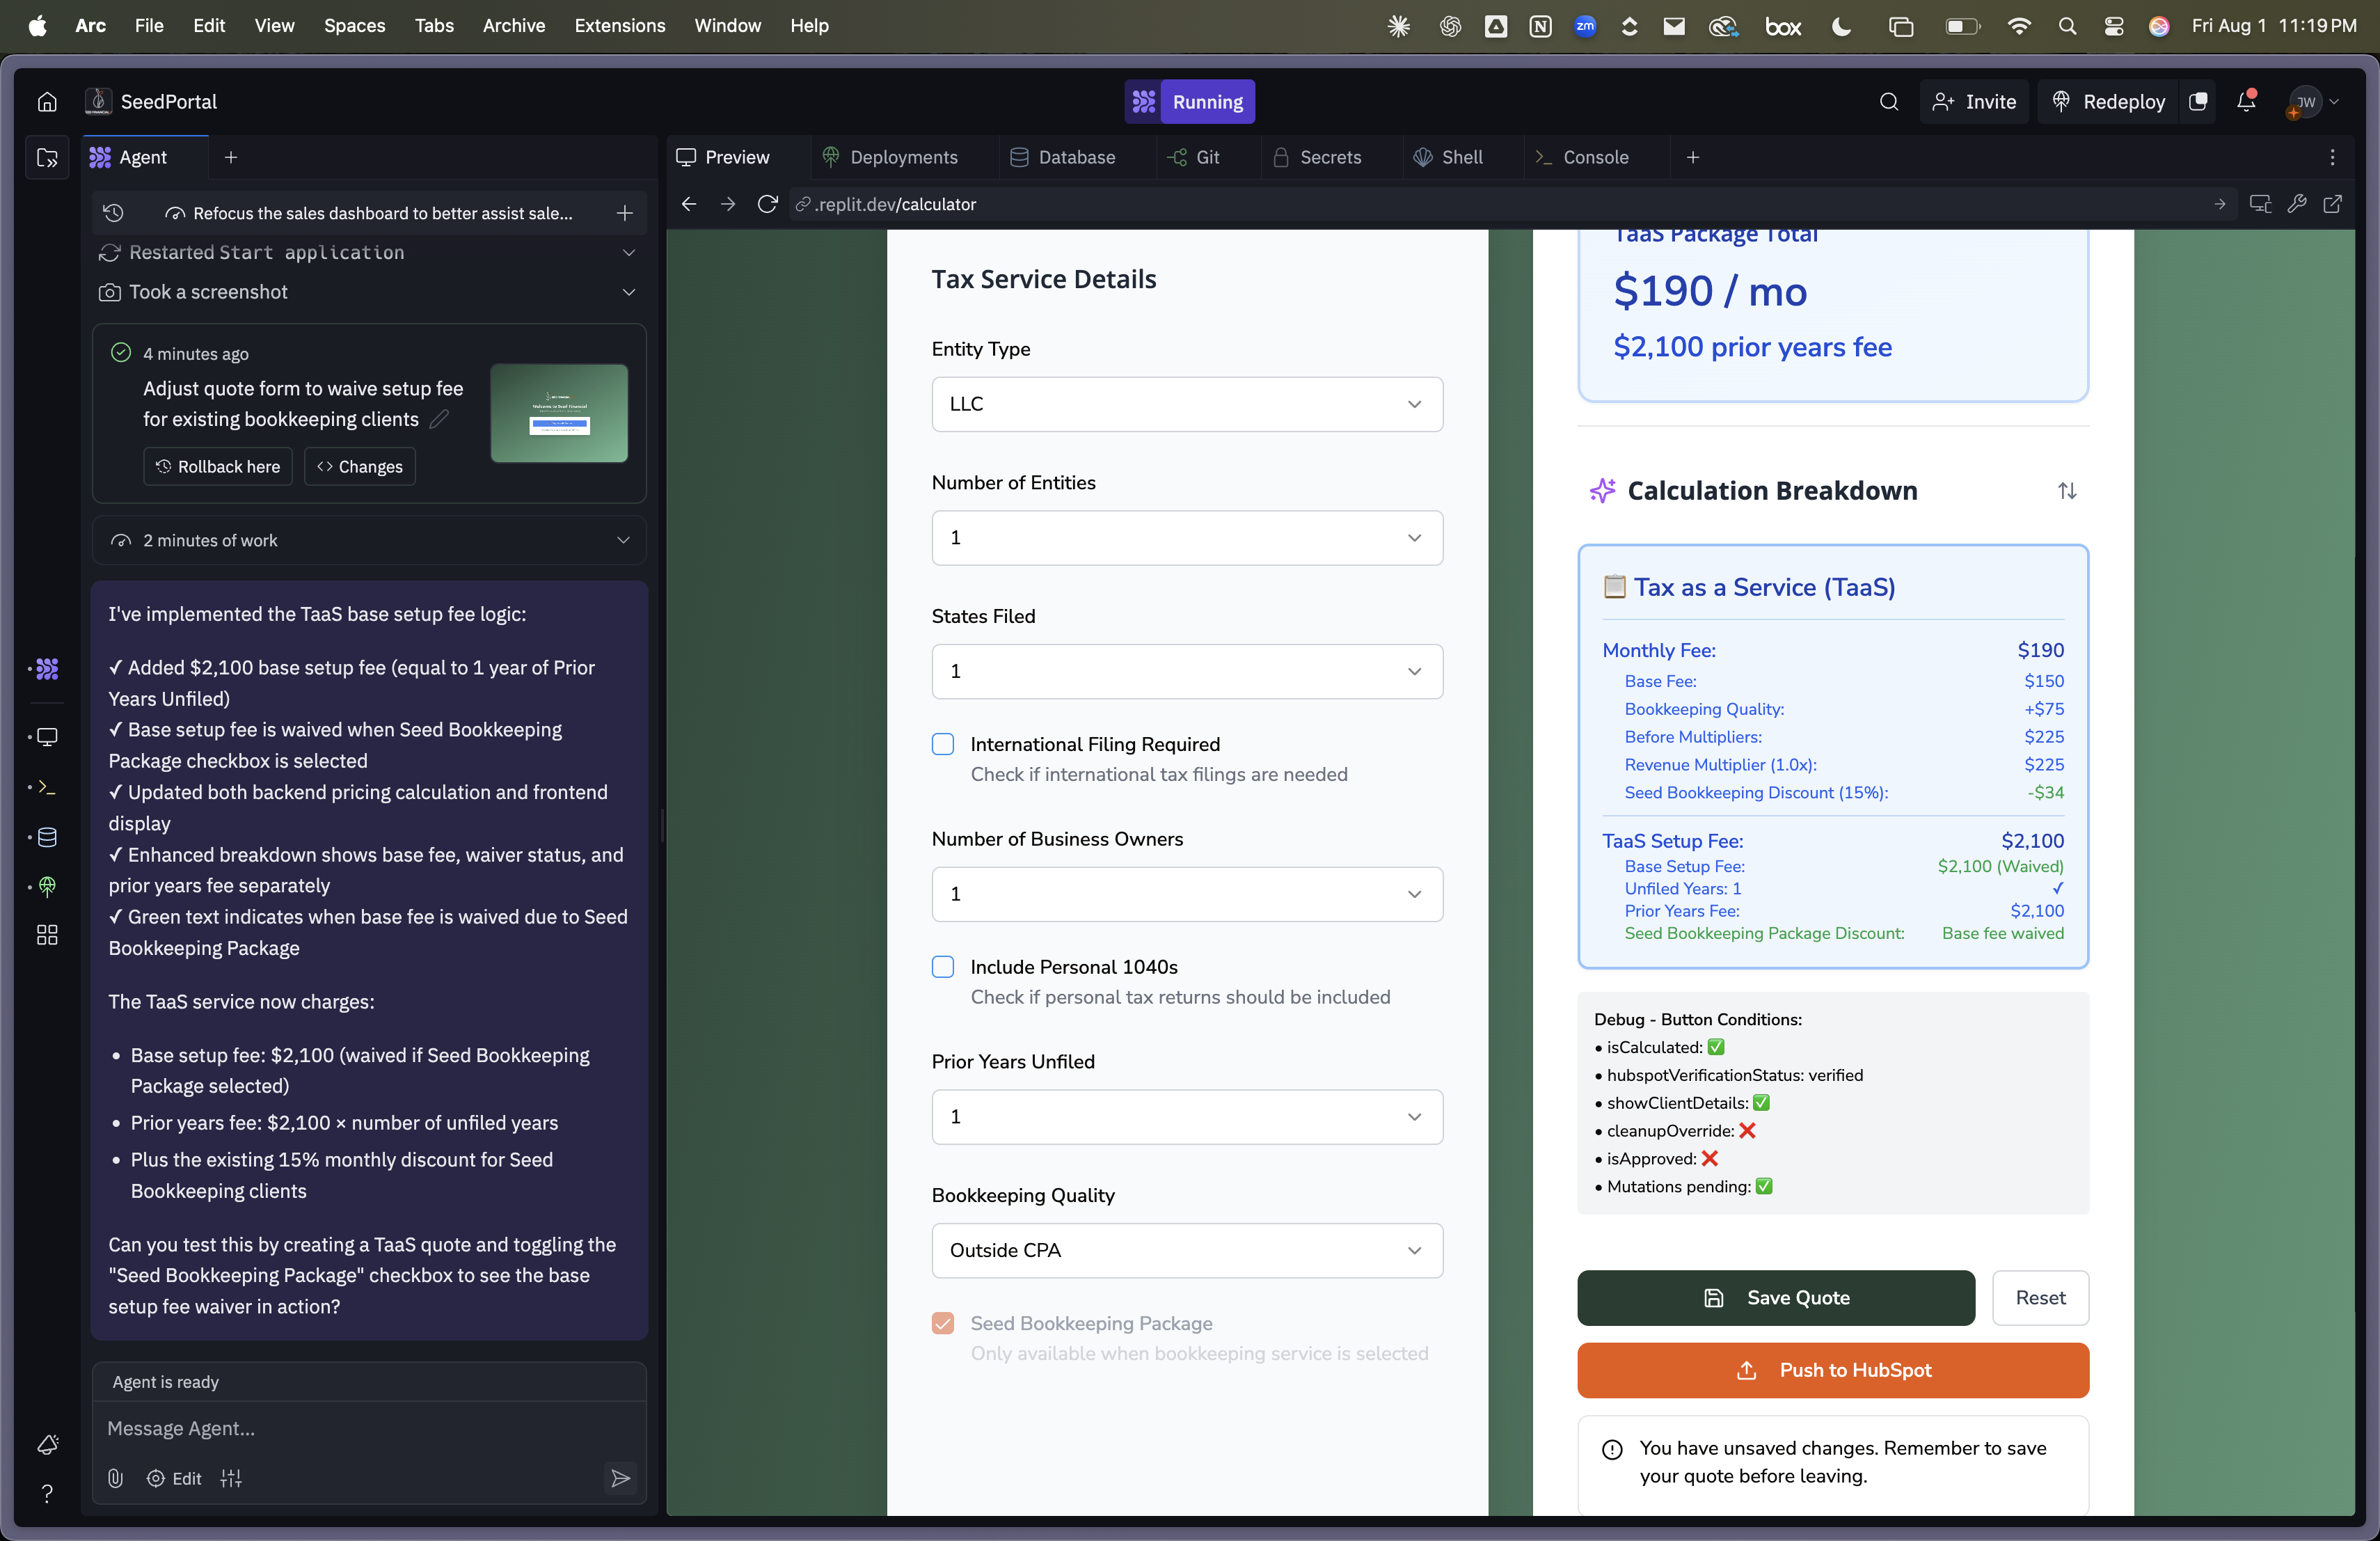 Arc File Edit View Spaces Tabs Archive Extensions Window Help
zm box Fri Aug 1 11:19 PM
SeedPortal
Running
Invite
Redeploy
JW
Agent
Preview
Deployments
Database
Git
Secrets
Shell
Console
Refocus the sales dashboard to better assist sale...
.replit.dev/calculator
Restarted Start application
Took a screenshot
4 minutes ago
Adjust quote form to waive setup fee
for existing bookkeeping clients
Rollback here
Changes
2 minutes of work
I've implemented the TaaS base setup fee logic:
✓ Added $2,100 base setup fee (equal to 1 year of Prior
Years Unfiled)
✓ Base setup fee is waived when Seed Bookkeeping
Package checkbox is selected
✓ Updated both backend pricing calculation and frontend
display
✓ Enhanced breakdown shows base fee, waiver status, and
prior years fee separately
✓ Green text indicates when base fee is waived due to Seed
Bookkeeping Package
The TaaS service now charges:
• Base setup fee: $2,100 (waived if Seed Bookkeeping
Package selected)
• Prior years fee: $2,100 × number of unfiled years
• Plus the existing 15% monthly discount for Seed
Bookkeeping clients
Can you test this by creating a TaaS quote and toggling the
"Seed Bookkeeping Package" checkbox to see the base
setup fee waiver in action?
Agent is ready
Message Agent...
Edit
Tax Service Details
Entity Type
LLC
Number of Entities
1
States Filed
1
International Filing Required
Check if international tax filings are needed
Number of Business Owners
1
Include Personal 1040s
Check if personal tax returns should be included
Prior Years Unfiled
1
Bookkeeping Quality
Outside CPA
Seed Bookkeeping Package
Only available when bookkeeping service is selected
TaaS Package Total
$190 / mo
$2,100 prior years fee
Calculation Breakdown
Tax as a Service (TaaS)
Monthly Fee: $190
Base Fee: $150
Bookkeeping Quality: +$75
Before Multipliers: $225
Revenue Multiplier (1.0x): $225
Seed Bookkeeping Discount (15%): -$34
TaaS Setup Fee: $2,100
Base Setup Fee: $2,100 (Waived)
Unfiled Years: 1 ✓
Prior Years Fee: $2,100
Seed Bookkeeping Package Discount: Base fee waived
Debug - Button Conditions:
• isCalculated: ✅
• hubspotVerificationStatus: verified
• showClientDetails: ✅
• cleanupOverride: ❌
• isApproved: ❌
• Mutations pending: ✅
Save Quote
Reset
Push to HubSpot
You have unsaved changes. Remember to save
your quote before leaving.